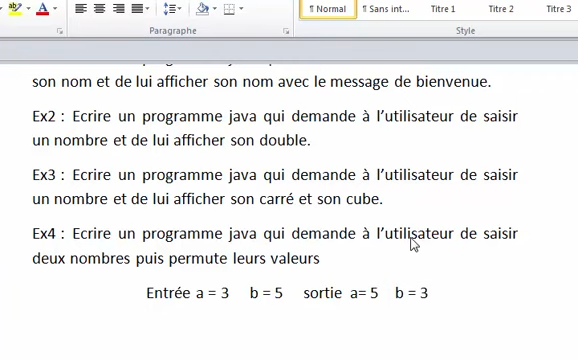 ¶ Normal ¶ Sans int... Titre 1 Titre 2 Titre 3
Paragraphe Style
son nom et de lui afficher son nom avec le message de bienvenue.
Ex2 : Ecrire un programme java qui demande à l’utilisateur de saisir
un nombre et de lui afficher son double.
Ex3 : Ecrire un programme java qui demande à l’utilisateur de saisir
un nombre et de lui afficher son carré et son cube.
Ex4 : Ecrire un programme java qui demande à l’utilisateur de saisir
deux nombres puis permute leurs valeurs
Entrée a = 3 b = 5 sortie a= 5 b = 3